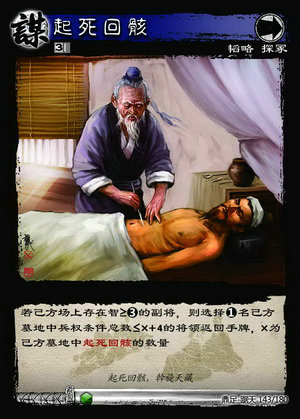 謀
起死回骸
3
韬略 探冢
若己方场上存在智≥3的副将，则选择1名己方
墓地中兵权条件总数≤X+4的将领返回手牌，X为
己方墓地中起死回骸的数量
起死回骸，斡旋天藏
143/180